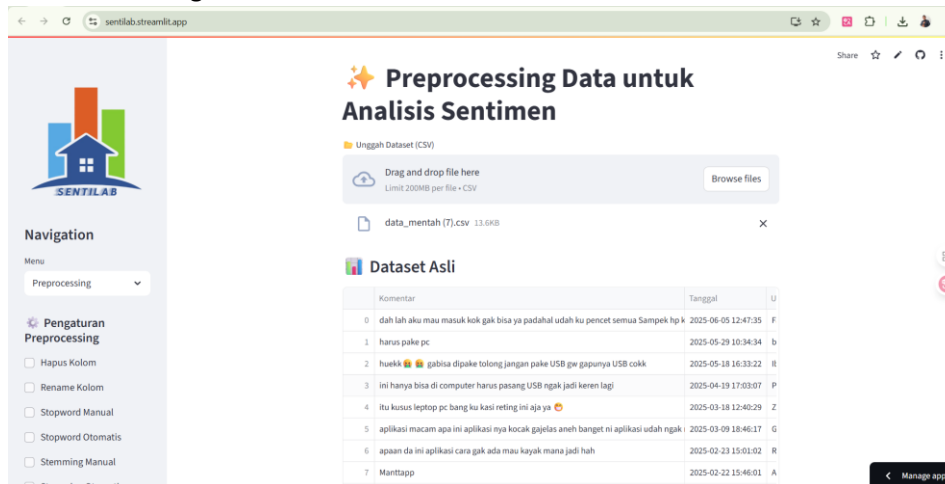 sentilab.streamlit.app
Share
SENTILAB
Navigation
Menu
Preprocessing
Pengaturan
Preprocessing
Hapus Kolom
Rename Kolom
Stopword Manual
Stopword Otomatis
Stemming Manual
Preprocessing Data untuk
Analisis Sentimen
Unggah Dataset (CSV)
Drag and drop file here
Limit 200MB per file • CSV
Browse files
data_mentah (7).csv 13.6KB
Dataset Asli
Komentar Tanggal U
0 dah lah aku mau masuk kok gak bisa ya padahal udah ku pencet semua Sampek hp k 2025-06-05 12:47:35 F
1 harus pake pc 2025-05-29 10:34:34 b
2 huekk 🤮 🤮 gabisa dipake tolong jangan pake USB gw gapunya USB cokk 2025-05-18 16:33:22
3 ini hanya bisa di computer harus pasang USB ngak jadi keren lagi 2025-04-19 17:03:07 P
4 itu kusus leptop pc bang ku kasi reting ini aja ya 2025-03-18 12:40:29 Z
5 aplikasi macam apa ini aplikasi nya kocak gajelas aneh banget ni aplikasi udah ngak 2025-03-09 18:46:17 G
6 apaan da ini aplikasi cara gak ada mau kayak mana jadi hah 2025-02-23 15:01:02 R
7 Manttapp 2025-02-22 15:46:01 A
Manage app